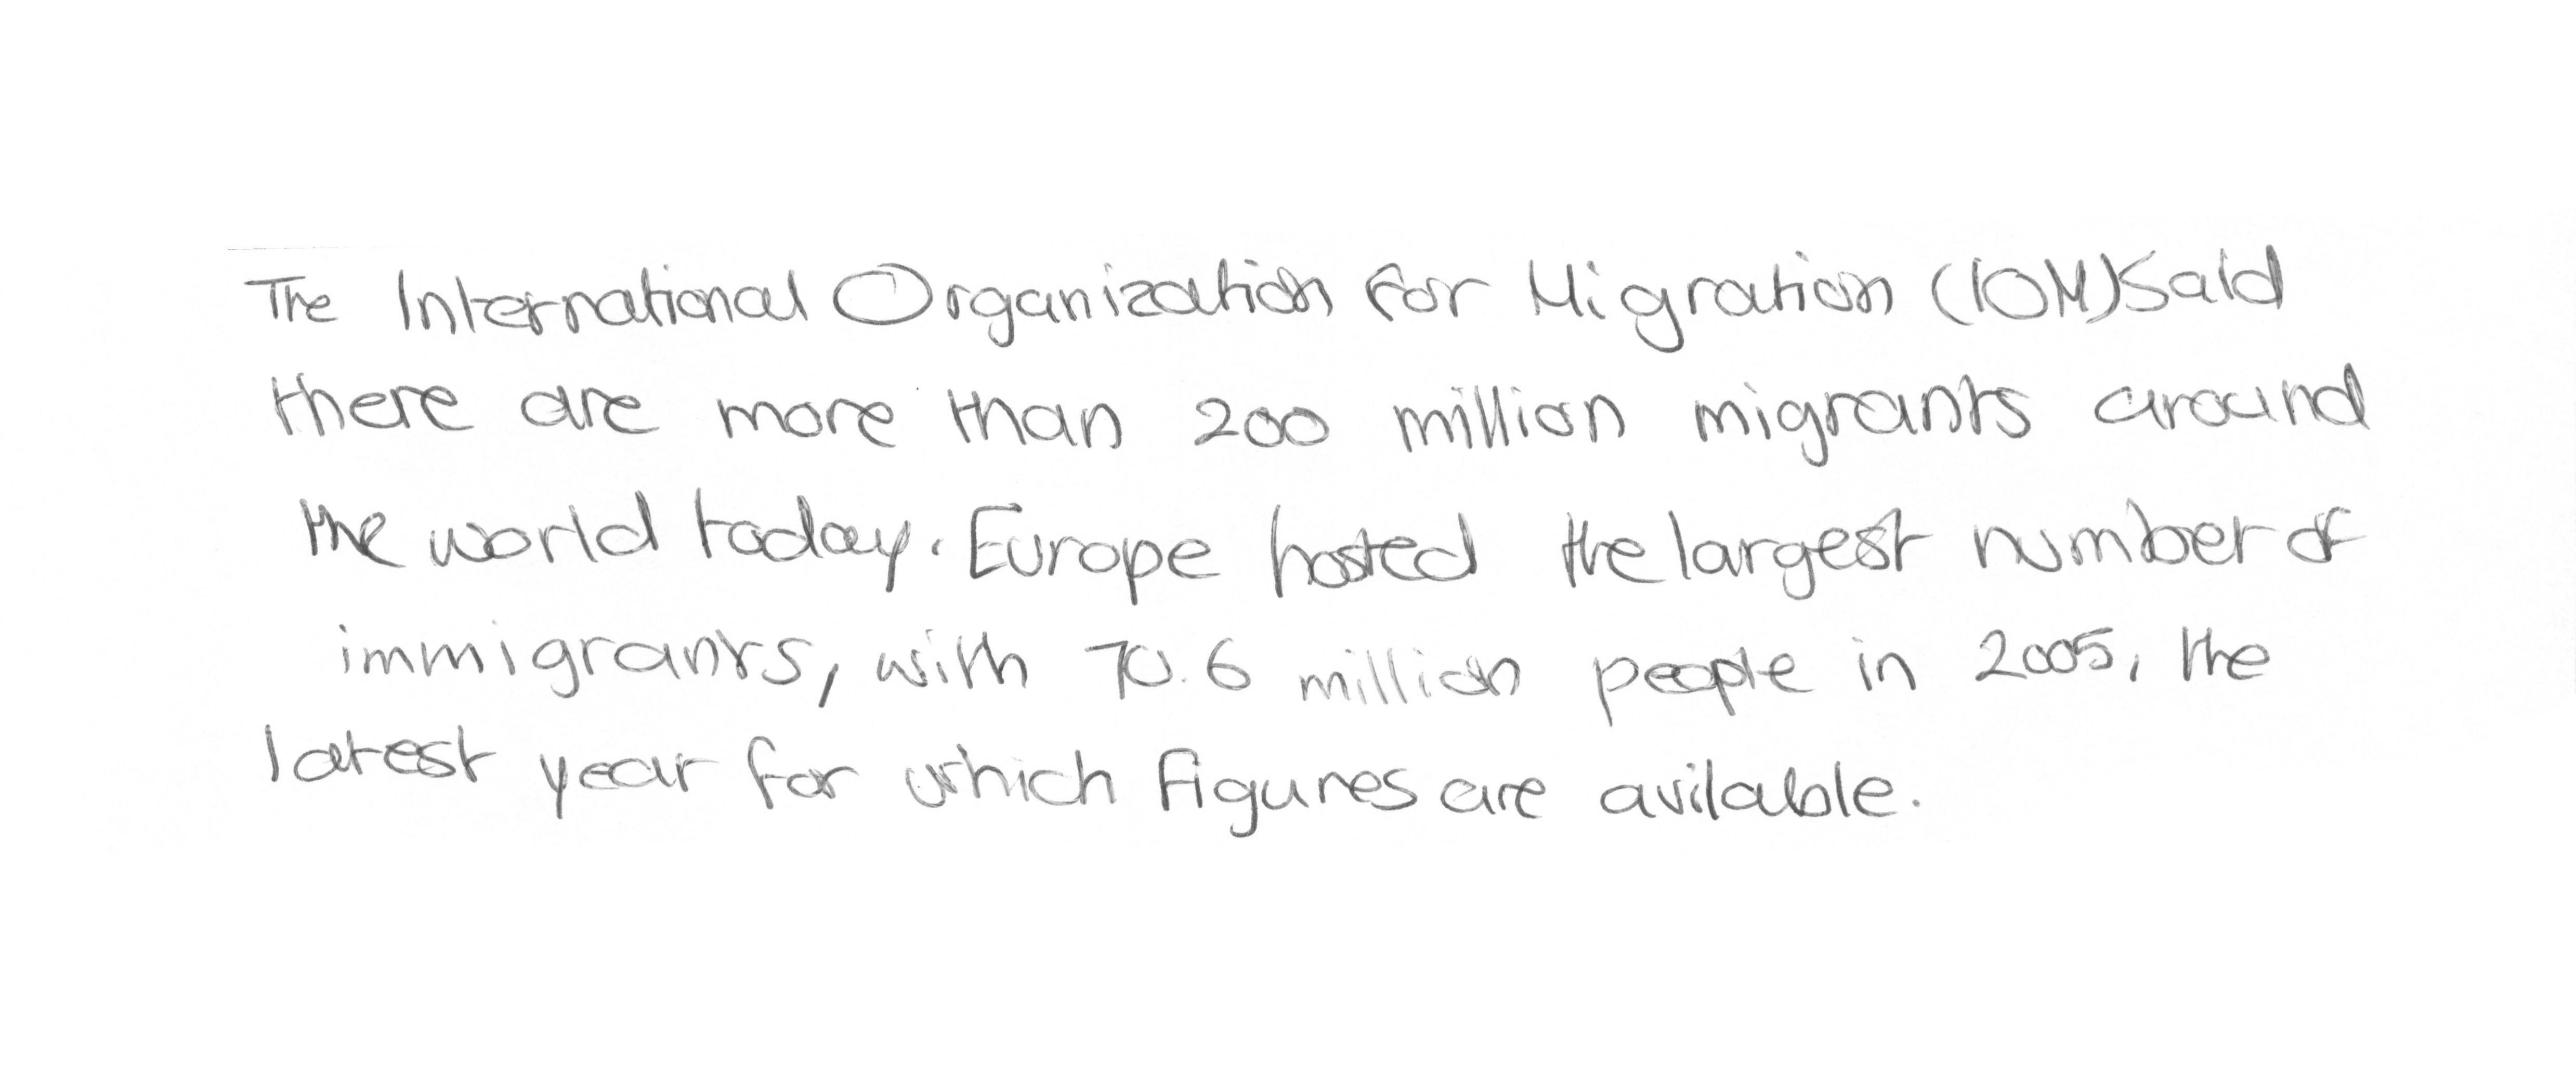 The International Organization for Migration (IOM) said
there are more than 200 million migrants around
the world today. Europe hosted the largest number of
immigrants, with 70.6 million people in 2005, the
latest year for which figures are avilable.